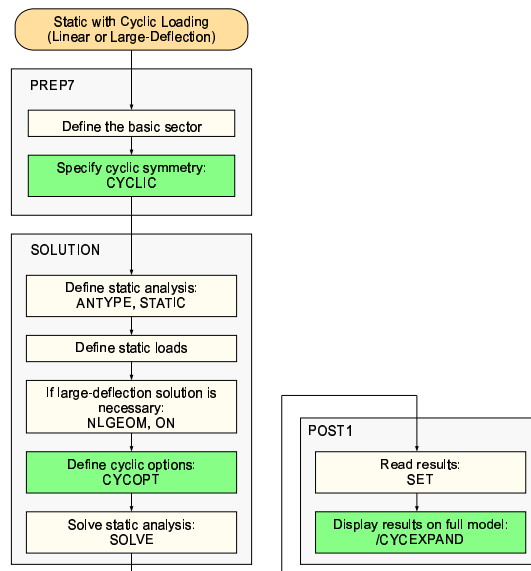 Static with Cyclic Loading
(Linear or Large-Deflection)
PREP7
Define the basic sector
Specify cyclic symmetry:
CYCLIC
SOLUTION
Define static analysis:
ANTYPE, STATIC
Define static loads
If large-deflection solution is
necessary:
NLGEOM, ON
Define cyclic options:
CYCOPT
Solve static analysis:
SOLVE
POST1
Read results:
SET
Display results on full model:
/CYCEXPAND